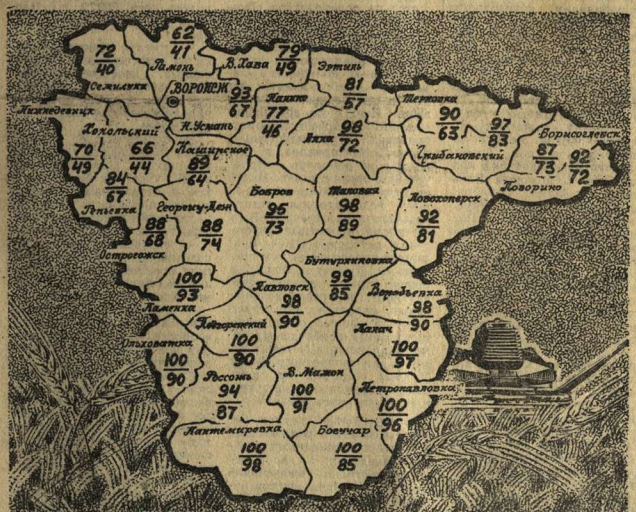 72
40
Семилуки
62
41
Рамонь
В. Хава
79
49
Эртиль
81
57
ВОРОНЕЖ
93
67
Н. Усмань
Панино
77
46
Терновка
90
63
97
83
Грибановский
Борисоглебск
87
73
92
72
Поворино
Нижнедевицк
70
49
Хохольский
66
44
Каширское
89
64
Анна
98
72
84
67
Репьевка
Острогожск
88
68
Георгиу-Деж
88
74
Бобров
95
73
Таловая
98
89
Новохоперск
92
81
Бутурлиновка
99
85
Воробьевка
98
90
100
93
Каменка
Павловск
98
90
Подгоренский
100
90
Калач
100
97
Ольховатка
100
90
Россошь
94
87
В. Мамон
100
91
Петропавловка
100
96
Кантемировка
100
98
Богучар
100
85